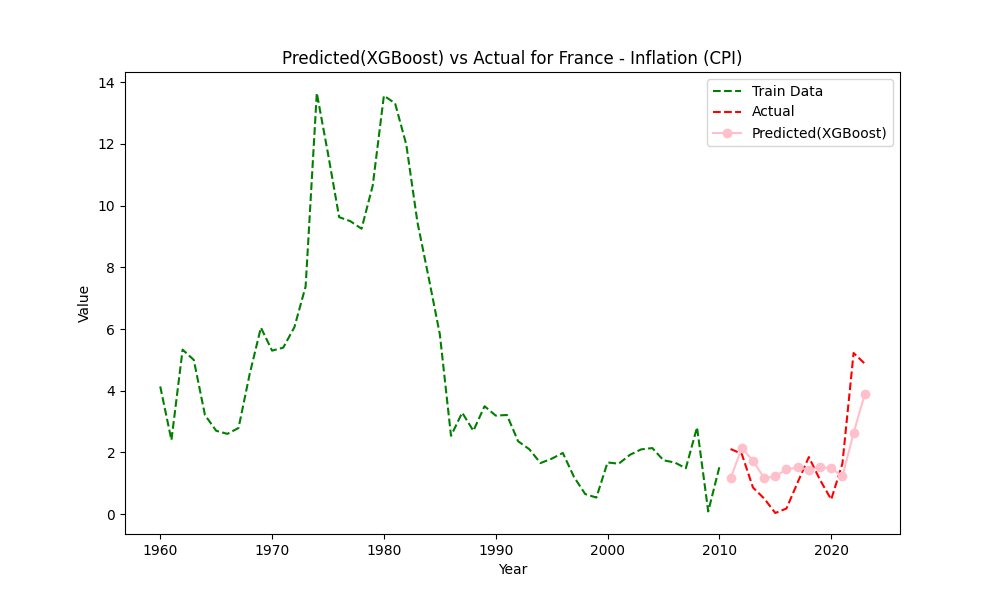 Predicted(XGBoost) vs Actual for France - Inflation (CPI)
Train Data
Actual
Predicted(XGBoost)
Value
14
12
10
8
6
4
2
0
1960 1970 1980 1990 2000 2010 2020
Year